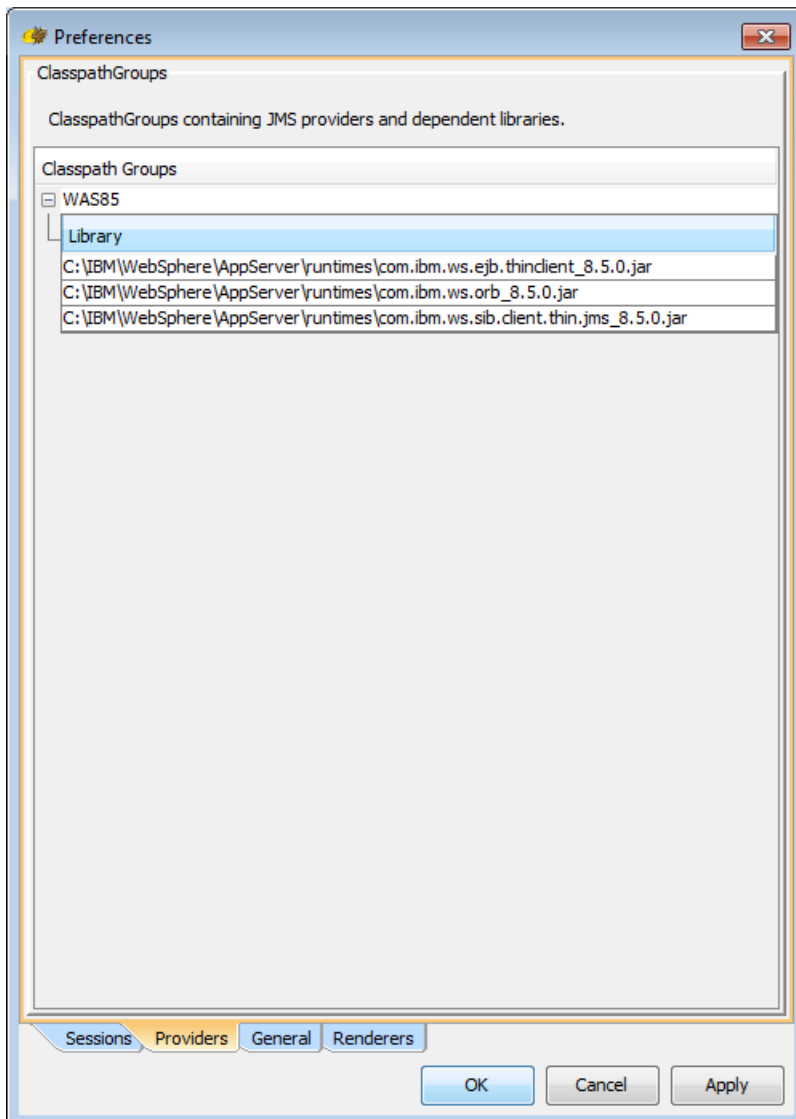 Preferences
ClasspathGroups
ClasspathGroups containing JMS providers and dependent libraries.
Classpath Groups
WAS85
Library
C:\IBM\WebSphere\AppServer\runtimes\com.ibm.ws.ejb.thinclient_8.5.0.jar
C:\IBM\WebSphere\AppServer\runtimes\com.ibm.ws.orb_8.5.0.jar
C:\IBM\WebSphere\AppServer\runtimes\com.ibm.ws.sib.client.thin.jms_8.5.0.jar
Sessions Providers General Renderers
OK Cancel Apply